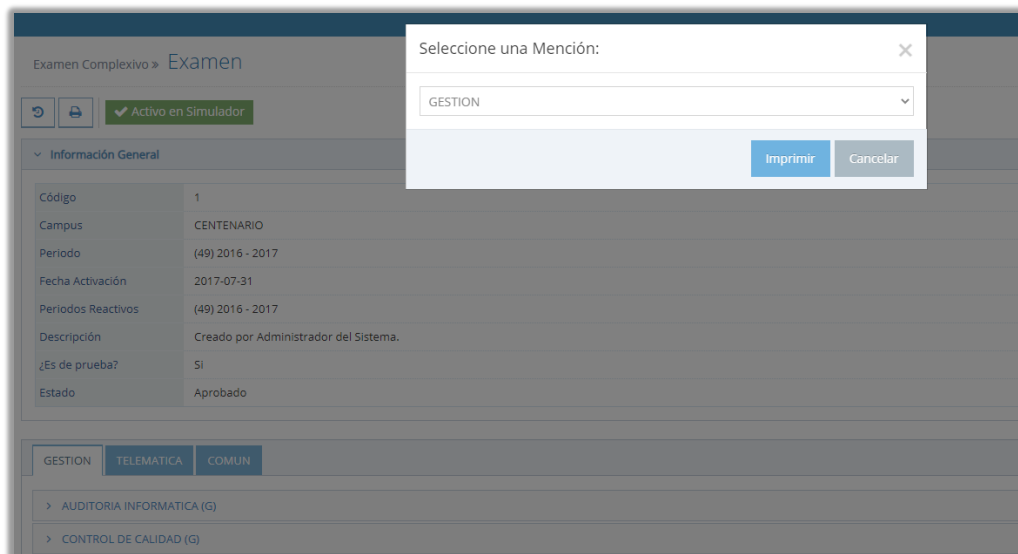 Seleccione una Mención:
GESTION
Imprimir Cancelar
Examen Complexivo » Examen
Activo en Simulador
Información General
Código 1
Campus CENTENARIO
Periodo (49) 2016 - 2017
Fecha Activación 2017-07-31
Periodos Reactivos (49) 2016 - 2017
Descripción Creado por Administrador del Sistema.
¿Es de prueba? Si
Estado Aprobado
GESTION TELEMATICA COMUN
AUDITORIA INFORMATICA (G)
CONTROL DE CALIDAD (G)